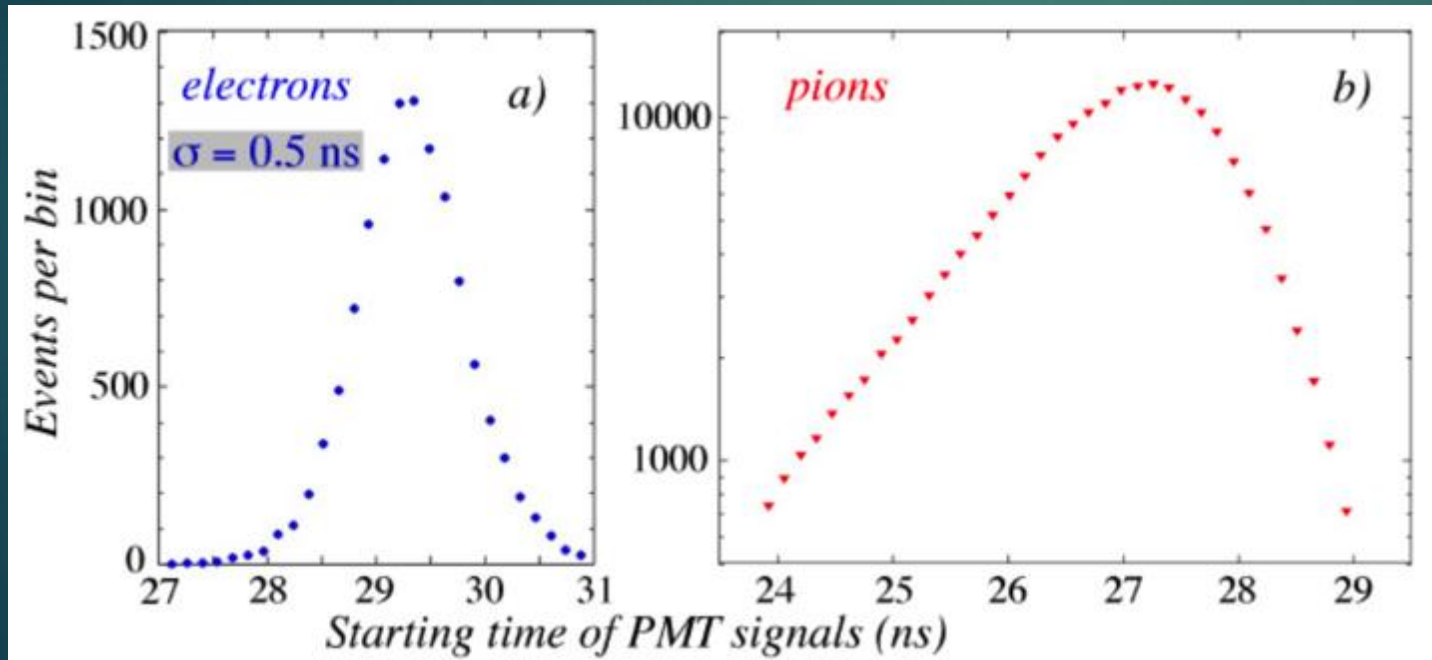 1500
1000
500
0
Events per bin
electrons
a)
σ = 0.5 ns
27 28 29 30 31
10000
1000
pions
b)
24 25 26 27 28 29
Starting time of PMT signals (ns)